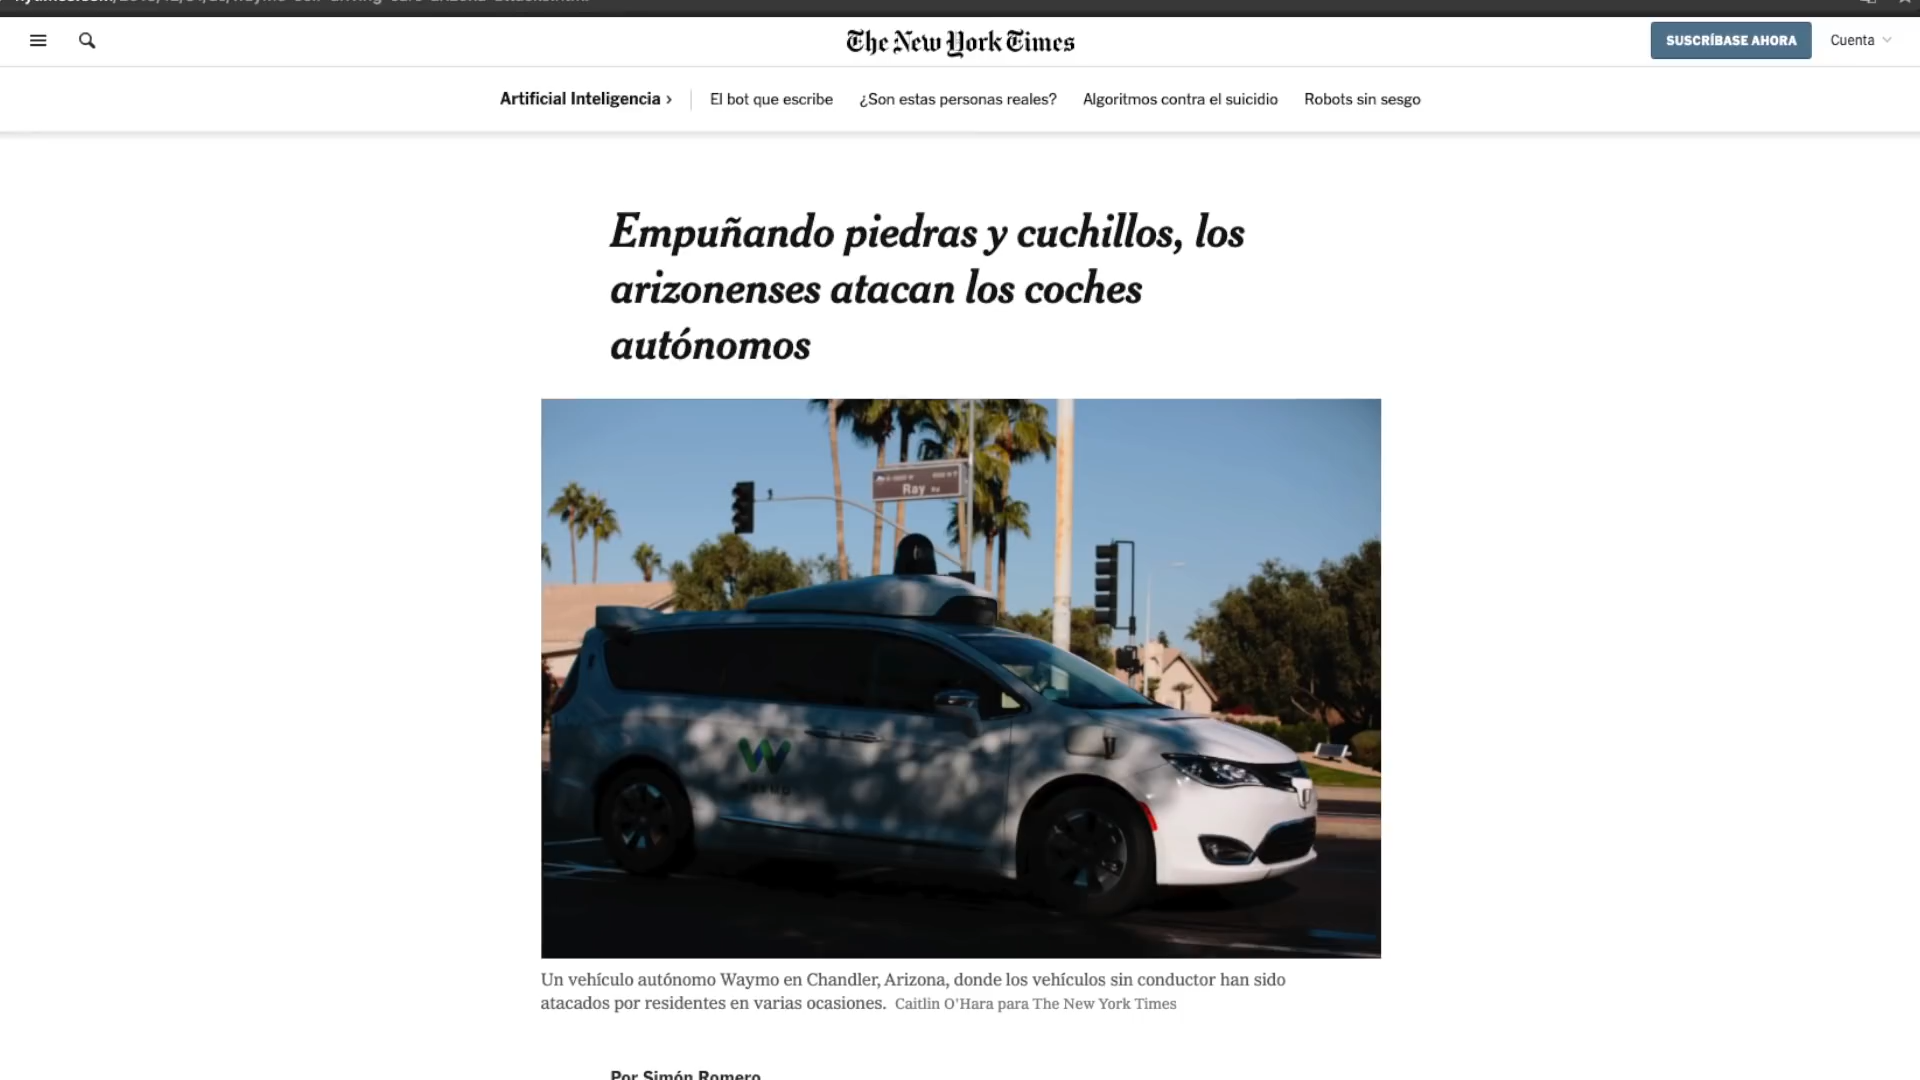 The New York Times
SUSCRÍBASE AHORA
Cuenta
Artificial Inteligencia ›
El bot que escribe
¿Son estas personas reales?
Algoritmos contra el suicidio
Robots sin sesgo
Empuñando piedras y cuchillos, los
arizonenses atacan los coches
autónomos
Ray
Un vehículo autónomo Waymo en Chandler, Arizona, donde los vehículos sin conductor han sido
atacados por residentes en varias ocasiones. Caitlin O'Hara para The New York Times
Por Simón Romero